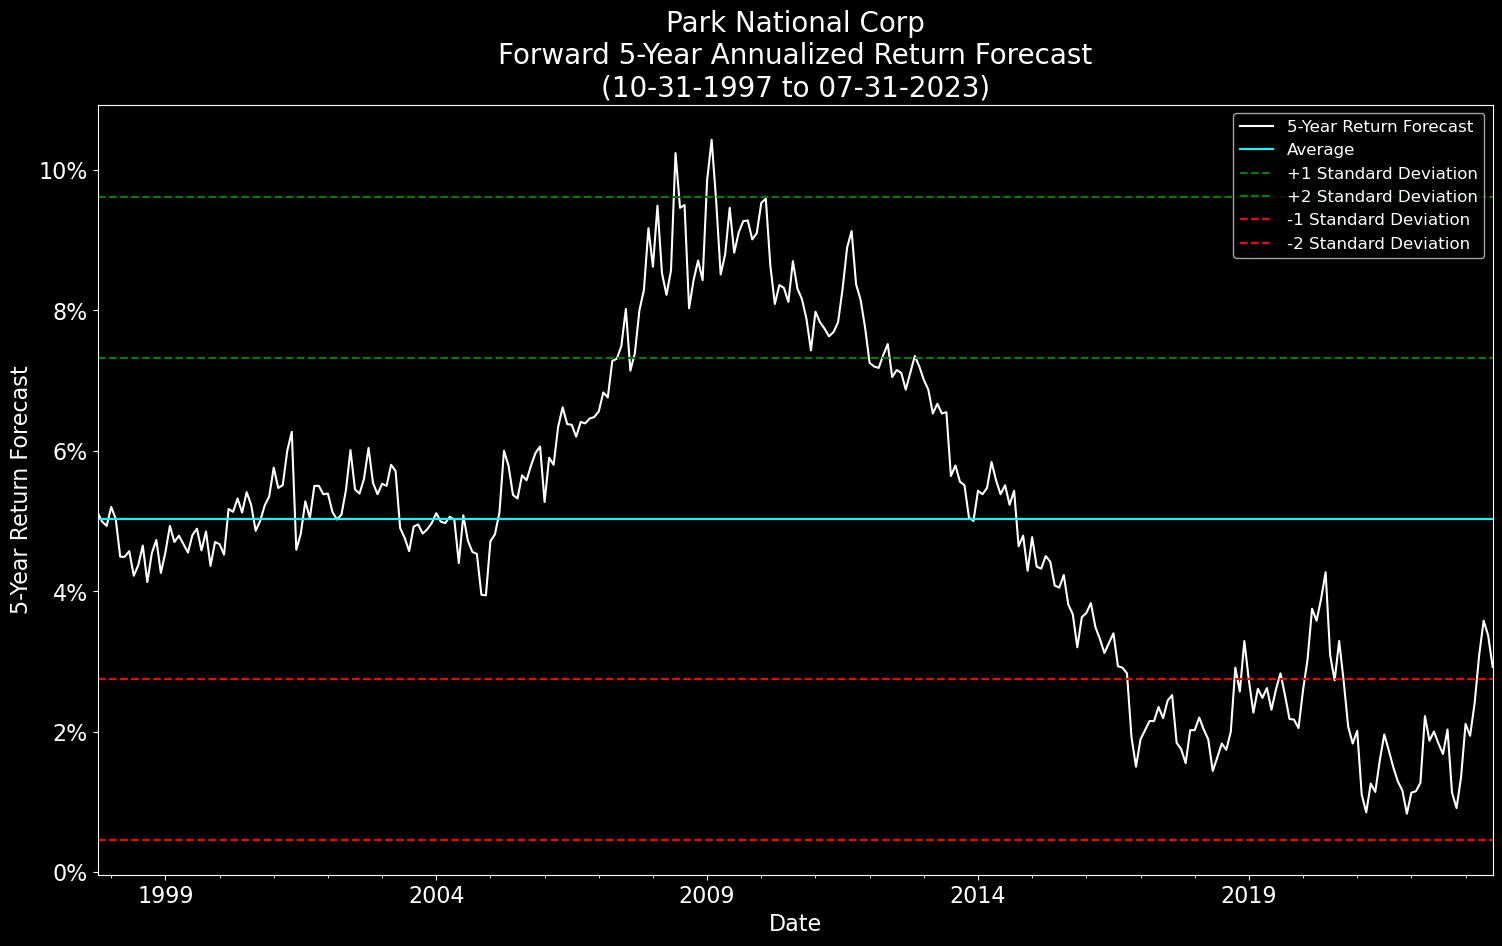 Park National Corp
Forward 5-Year Annualized Return Forecast
(10-31-1997 to 07-31-2023)
5-Year Return Forecast
Average
+1 Standard Deviation
+2 Standard Deviation
-1 Standard Deviation
-2 Standard Deviation
10%
8%
6%
4%
2%
0%
5-Year Return Forecast
1999
2004
2009
2014
2019
Date